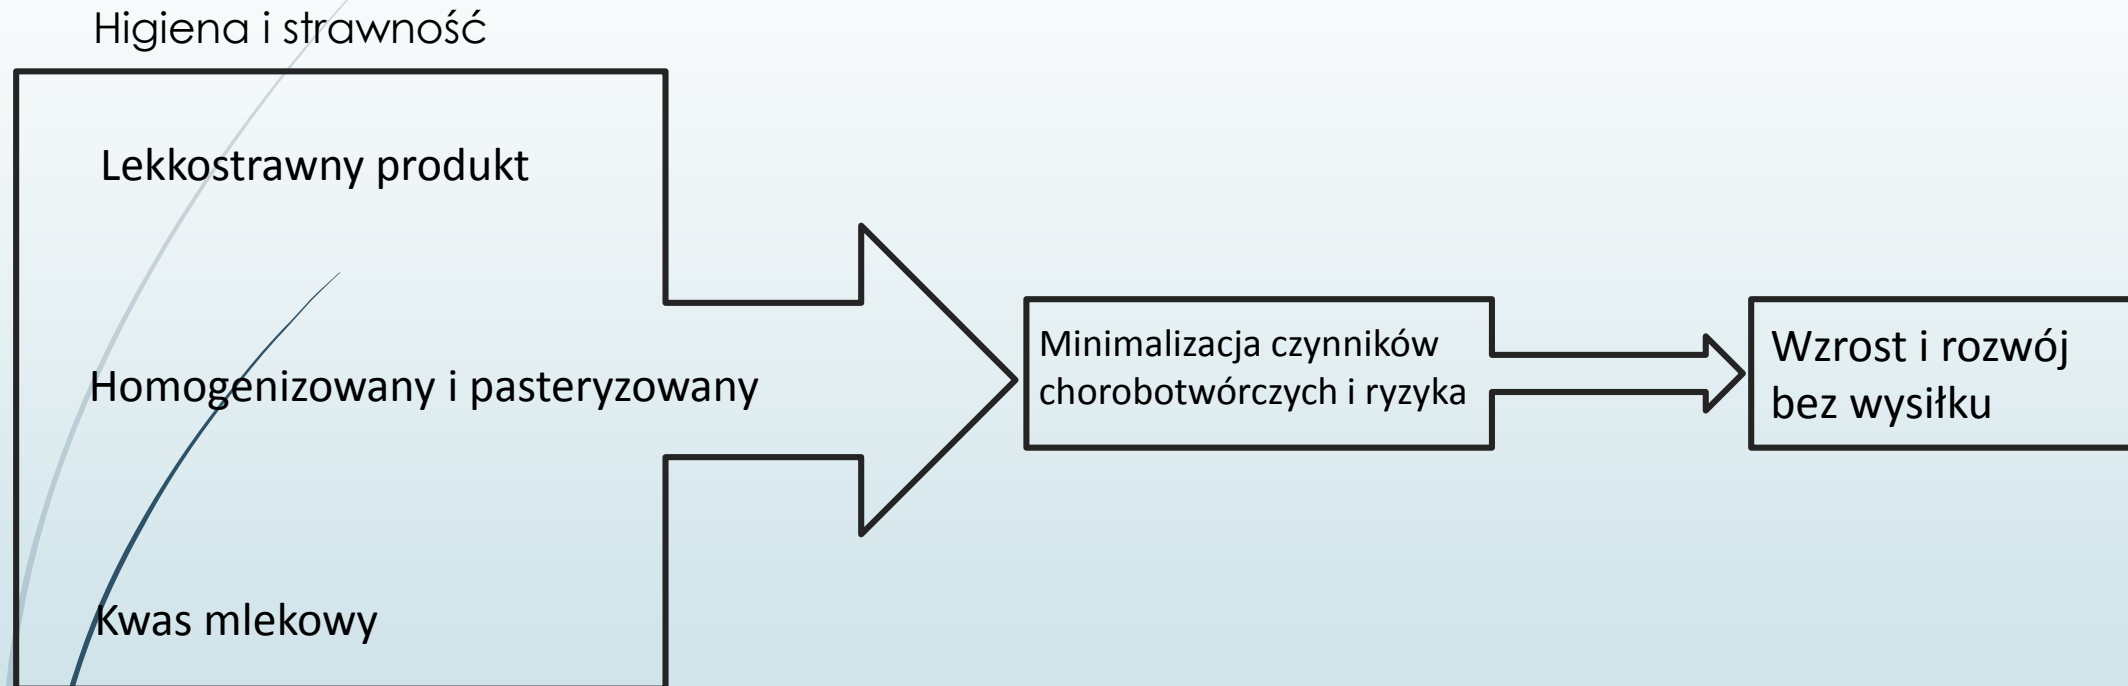 Higiena i strawność
Lekkostrawny produkt
Homogenizowany i pasteryzowany
Kwas mlekowy
Minimalizacja czynników
chorobotwórczych i ryzyka
Wzrost i rozwój
bez wysiłku